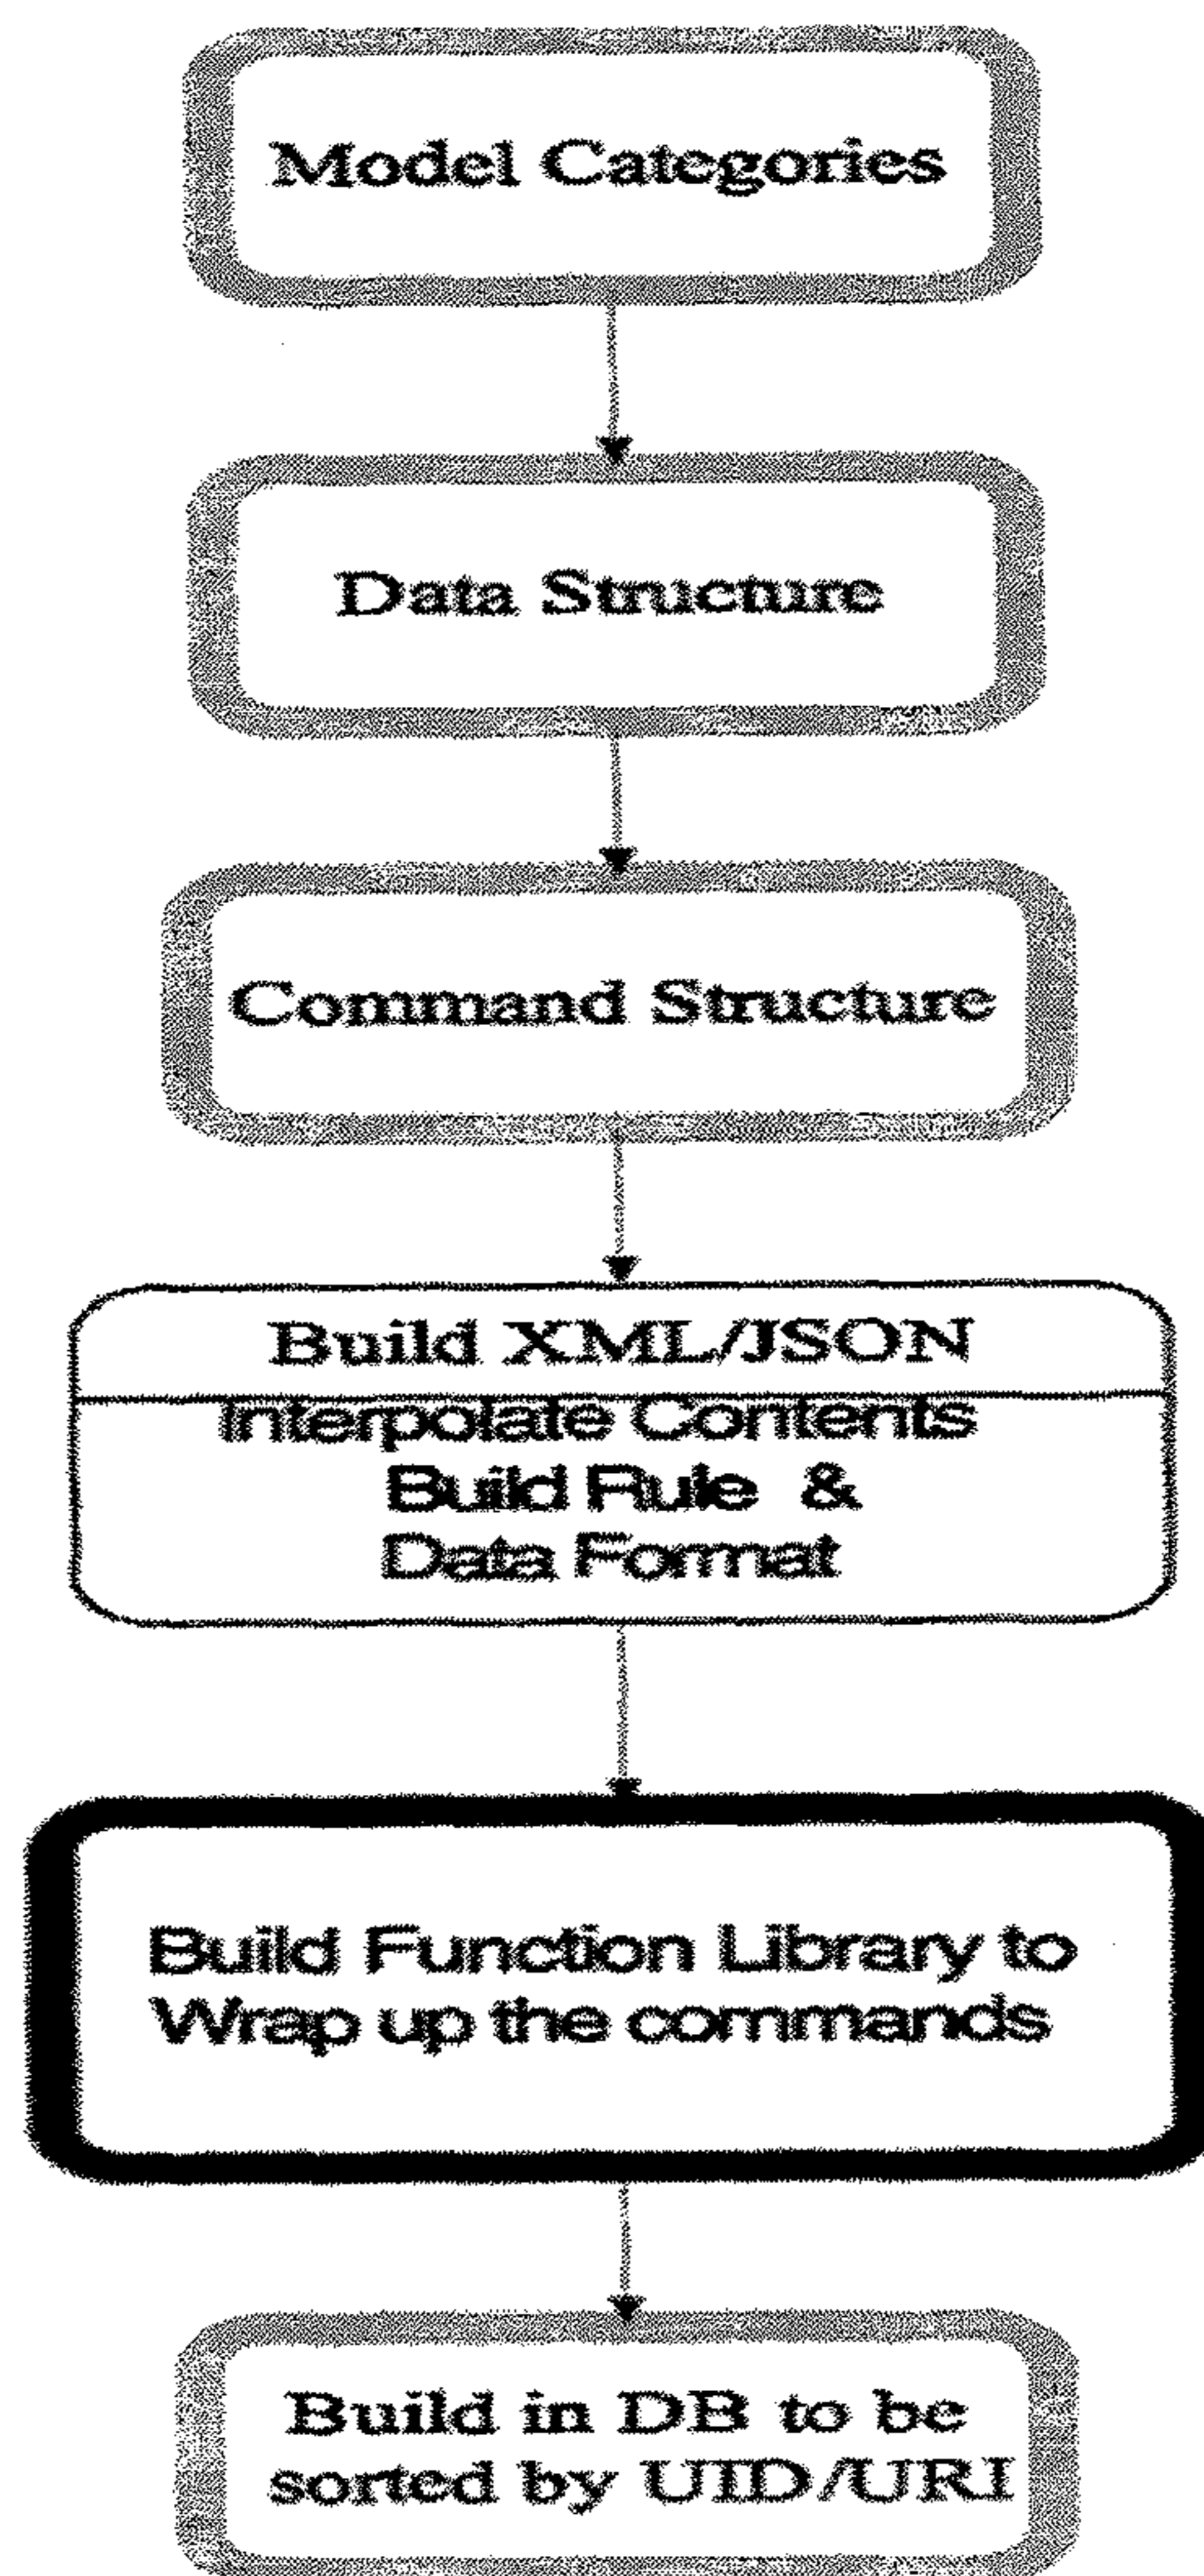 Model Categories
Data Structure
Command Structure
Build XML/JSON
Interpolate Contents
Build Rule &
Data Format
Build Function Library to
Wrap up the commands
Build in DB to be
sorted by UID/URI